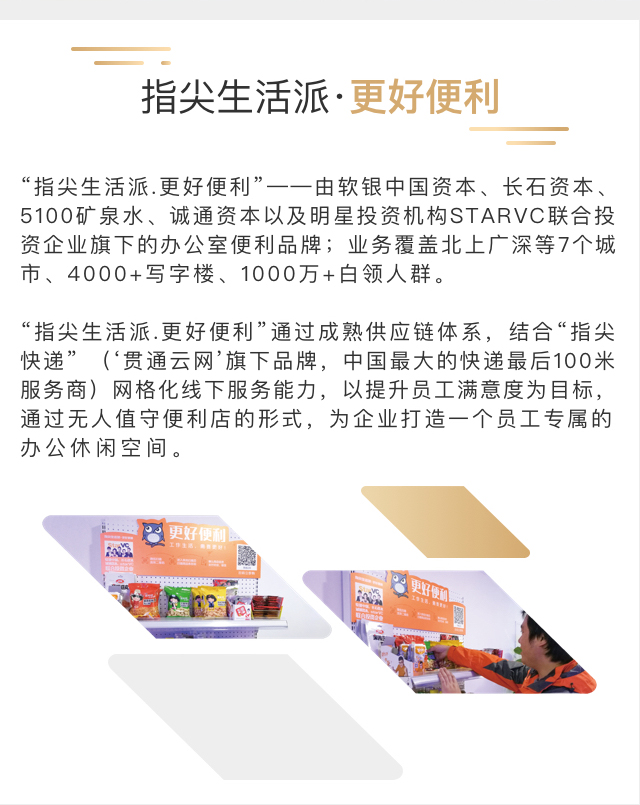 指尖生活派·更好便利
“指尖生活派.更好便利”——由软银中国资本、长石资本、
5100矿泉水、诚通资本以及明星投资机构STARVC联合投
资企业旗下的办公室便利品牌；业务覆盖北上广深等7个城
市、4000+写字楼、1000万+白领人群。
“指尖生活派.更好便利”通过成熟供应链体系，结合“指尖
快递”（‘贯通云网’旗下品牌，中国最大的快递最后100米
服务商）网格化线下服务能力，以提升员工满意度为目标，
通过无人值守便利店的形式，为企业打造一个员工专属的
办公休闲空间。
更好便利
更好便利